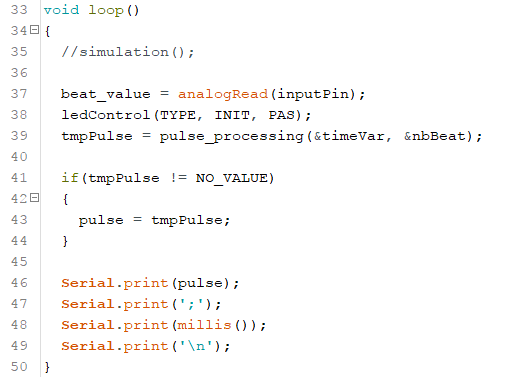 33 void loop()
34 {
35 //simulation();
36
37 beat_value = analogRead(inputPin);
38 ledControl(TYPE, INIT, PAS);
39 tmpPulse = pulse_processing(&timeVar, &nbBeat);
40
41 if(tmpPulse != NO_VALUE)
42 {
43 pulse = tmpPulse;
44 }
45
46 Serial.print(pulse);
47 Serial.print(';');
48 Serial.print(millis());
49 Serial.print('\n');
50 }